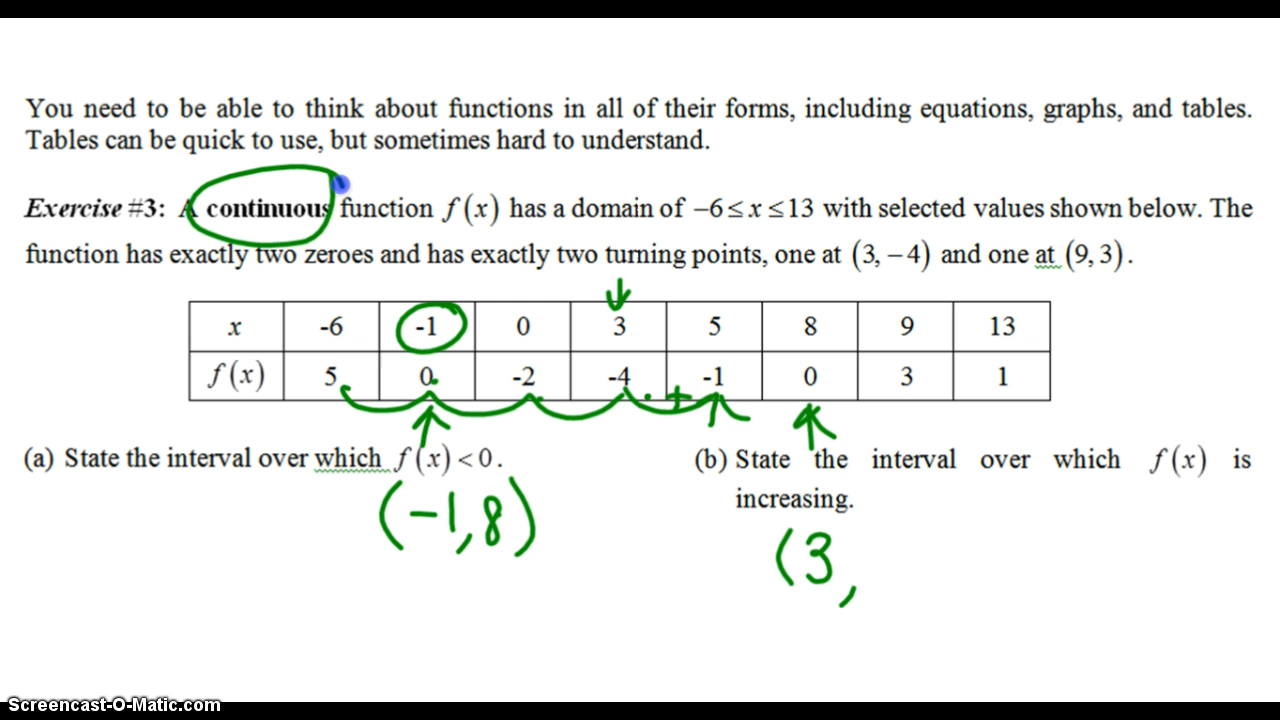 You need to be able to think about functions in all of their forms, including equations, graphs, and tables.
Tables can be quick to use, but sometimes hard to understand.
Exercise #3: A continuous function f(x) has a domain of −6 ≤ x ≤ 13 with selected values shown below. The
function has exactly two zeroes and has exactly two turning points, one at (3, −4) and one at (9, 3).
x -6 -1 0 3 5 8 9 13
f(x) 5 0 -2 -4 -1 0 3 1
(a) State the interval over which f(x) < 0.
(-1, 8)
(b) State the interval over which f(x) is
increasing.
(3,
Screencast-O-Matic.com